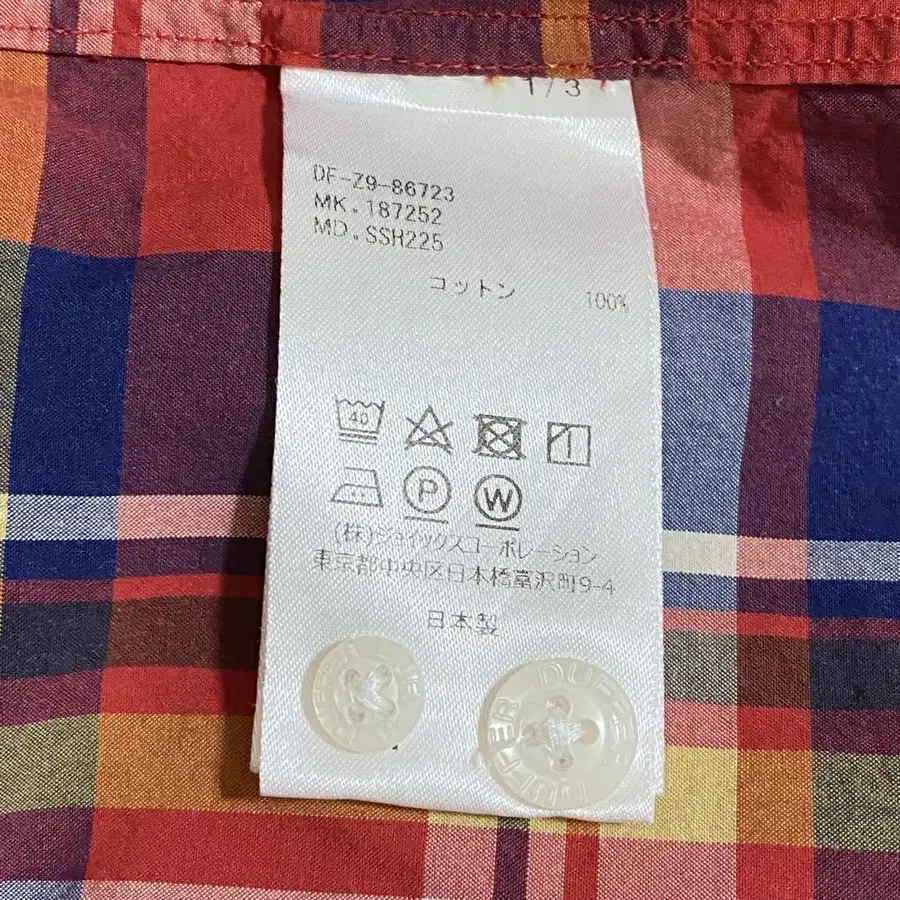 1/3
DF-Z9-86723
MK.187252
MD.SSH225
コットン 100%
40
P W
(株)ジョイックスコーポレーション
東京都中央区日本橋富沢町9-4
日本製
DUFFER DUFFER